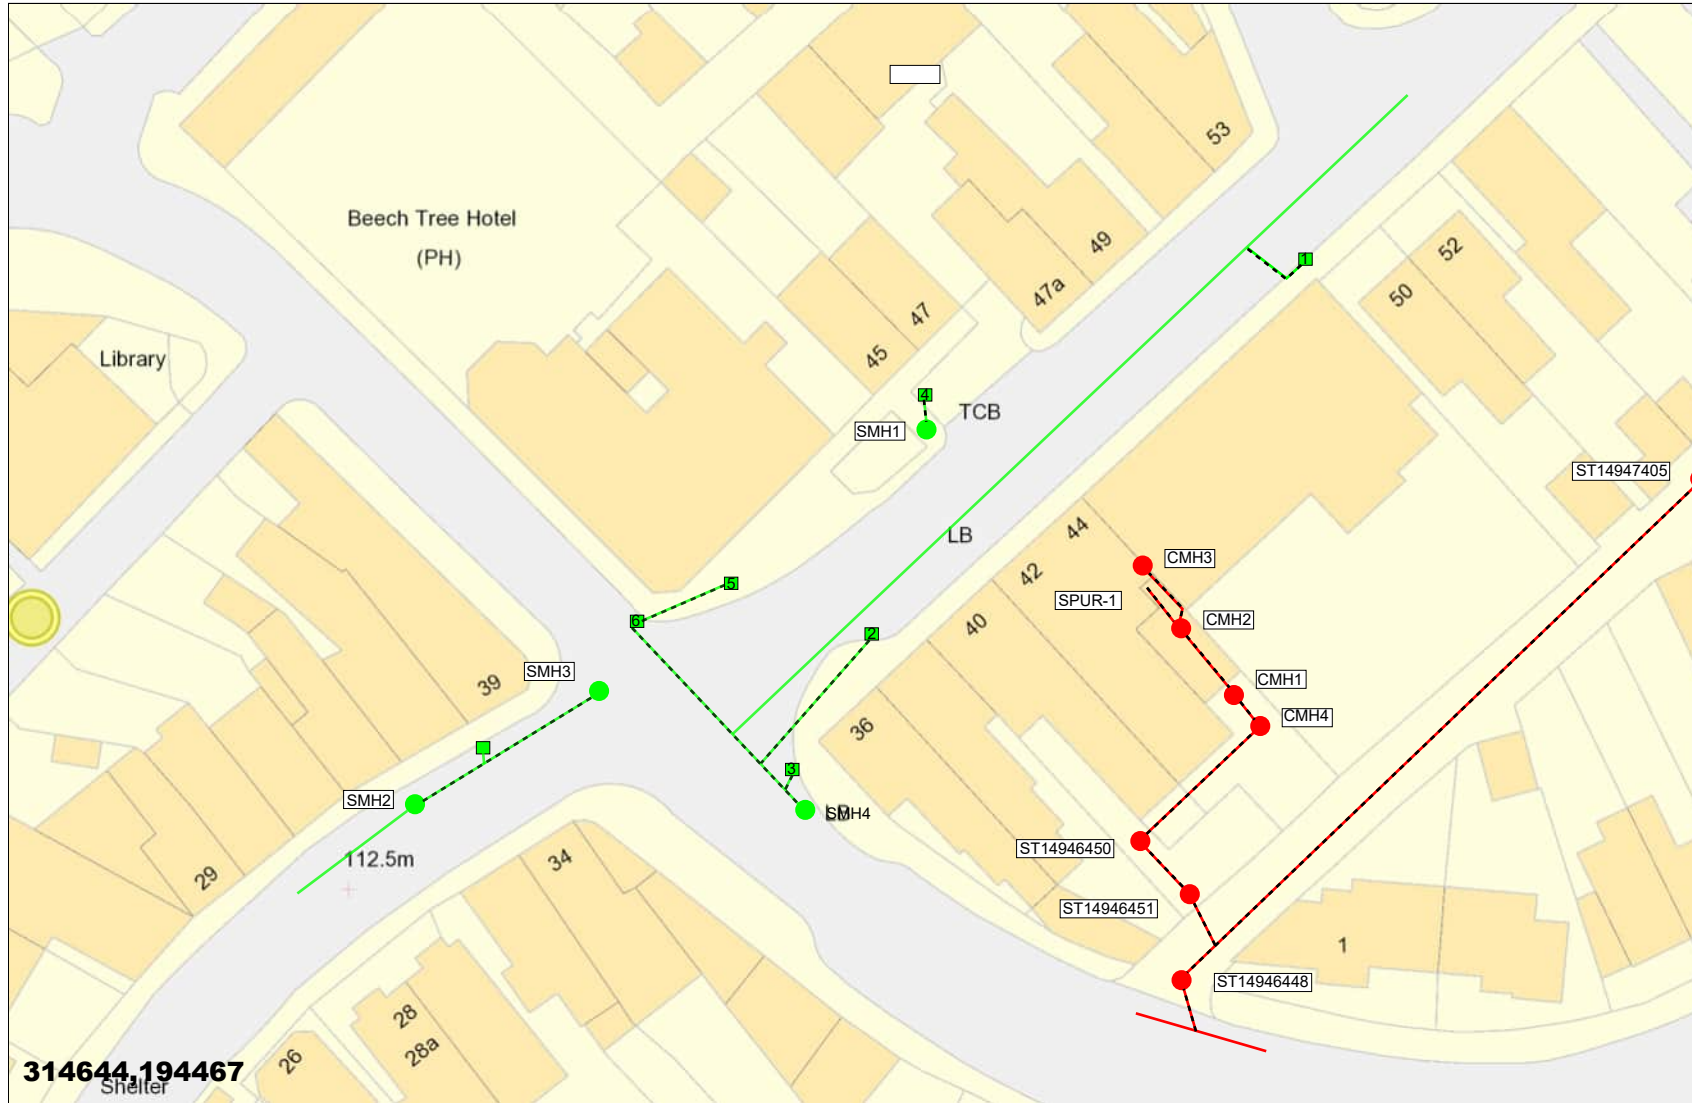 53
Beech Tree Hotel
(PH)
49
52
1
47a
50
47
45
Library
4
TCB
SMH1
ST14947405
44
LB
CMH3
42
5
SPUR-1
6
CMH2
40
2
SMH3
39
CMH1
CMH4
36
3
SMH2
LB
SMH4
112.5m
34
ST14946450
29
ST14946451
1
ST14946448
28
28a
26
314644,194467
Shelter